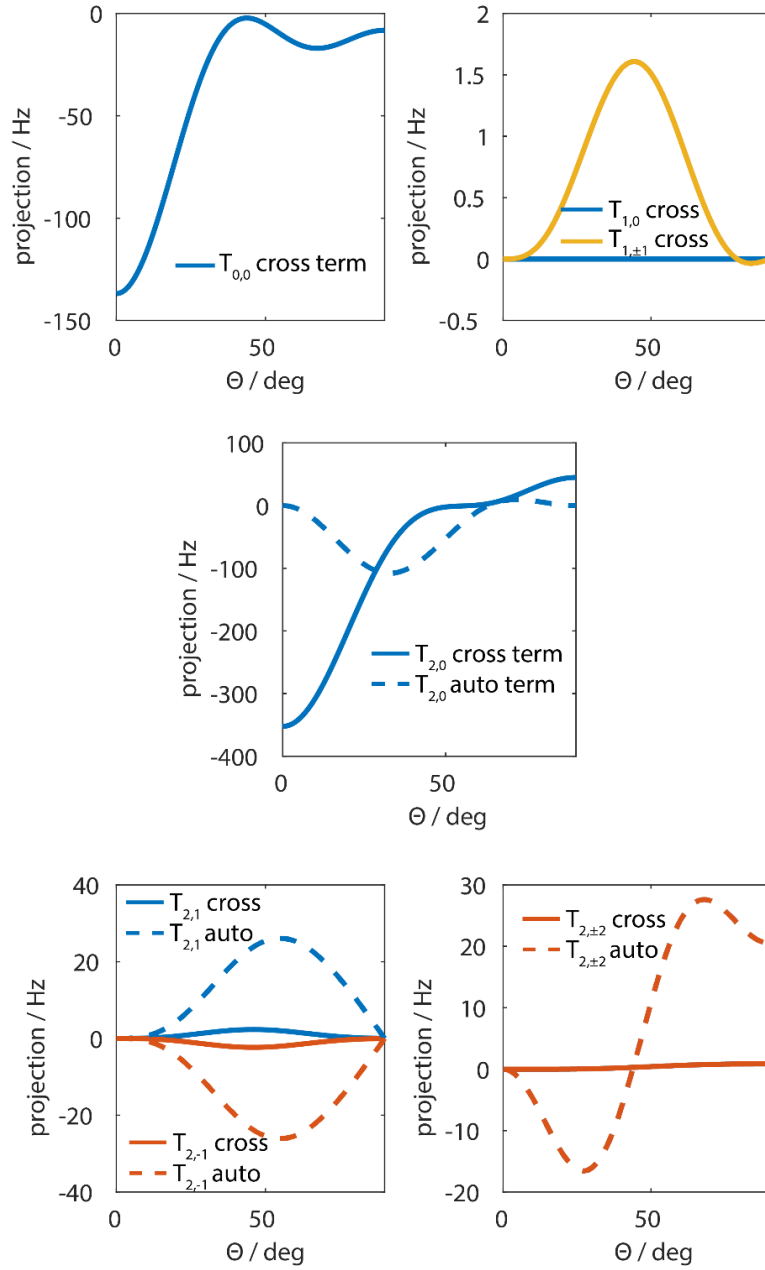 0
-50
-100
-150
projection / Hz
T0,0 cross term
0
50
Θ / deg
2
1.5
1
0.5
0
-0.5
projection / Hz
T1,0 cross
T1,±1 cross
0
50
Θ / deg
100
0
-100
-200
-300
-400
projection / Hz
T2,0 cross term
T2,0 auto term
0
50
Θ / deg
40
20
0
-20
-40
projection / Hz
T2,1 cross
T2,1 auto
T2,-1 cross
T2,-1 auto
0
50
Θ / deg
30
20
10
0
-10
-20
projection / Hz
T2,±2 cross
T2,±2 auto
0
50
Θ / deg